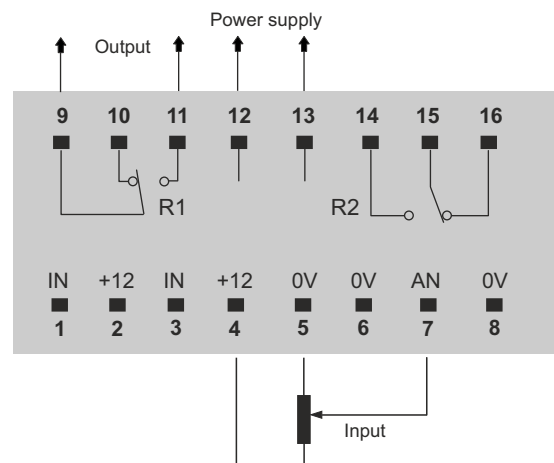 Power supply
Output
9 10 11 12 13 14 15 16
R1 R2
IN +12 IN +12 0V 0V AN 0V
1 2 3 4 5 6 7 8
Input